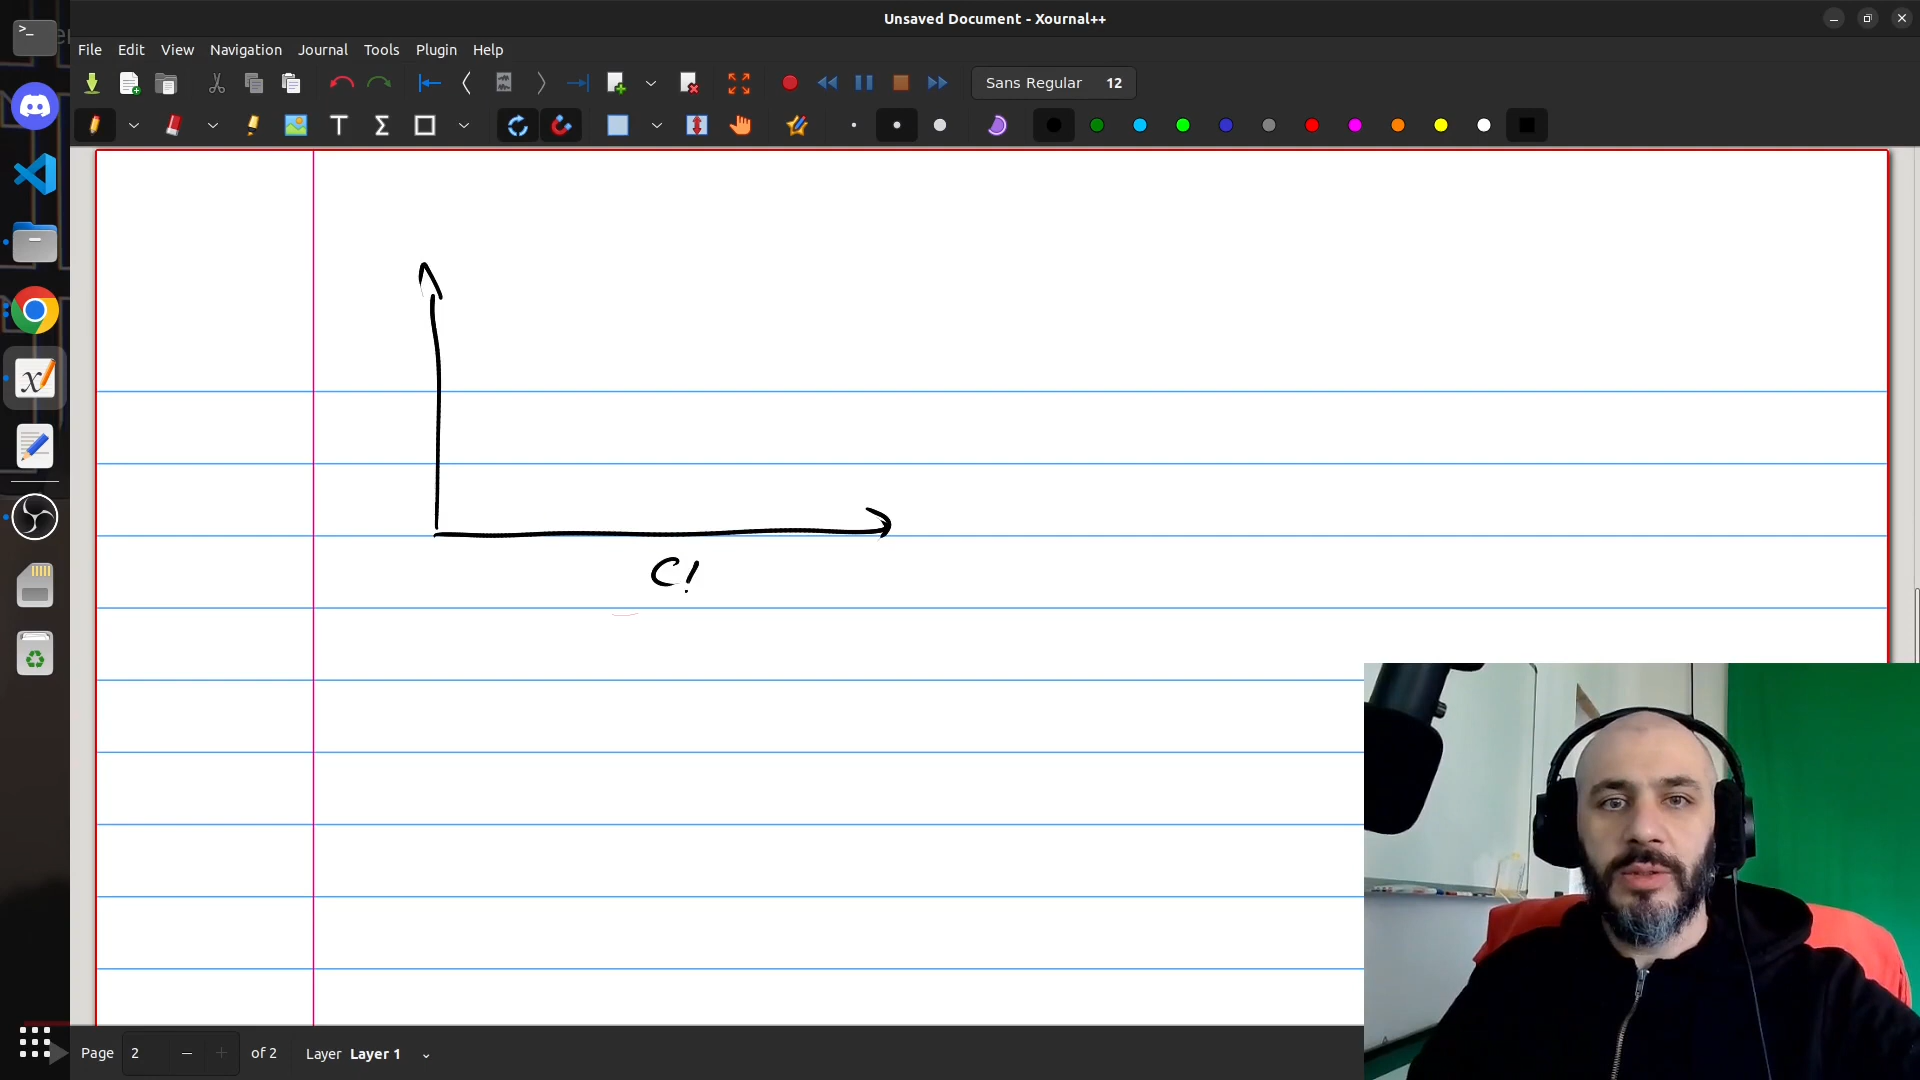 Unsaved Document - Xournal++
File Edit View Navigation Journal Tools Plugin Help
Sans Regular 12
T Σ
C!
Page 2 of 2 Layer Layer 1